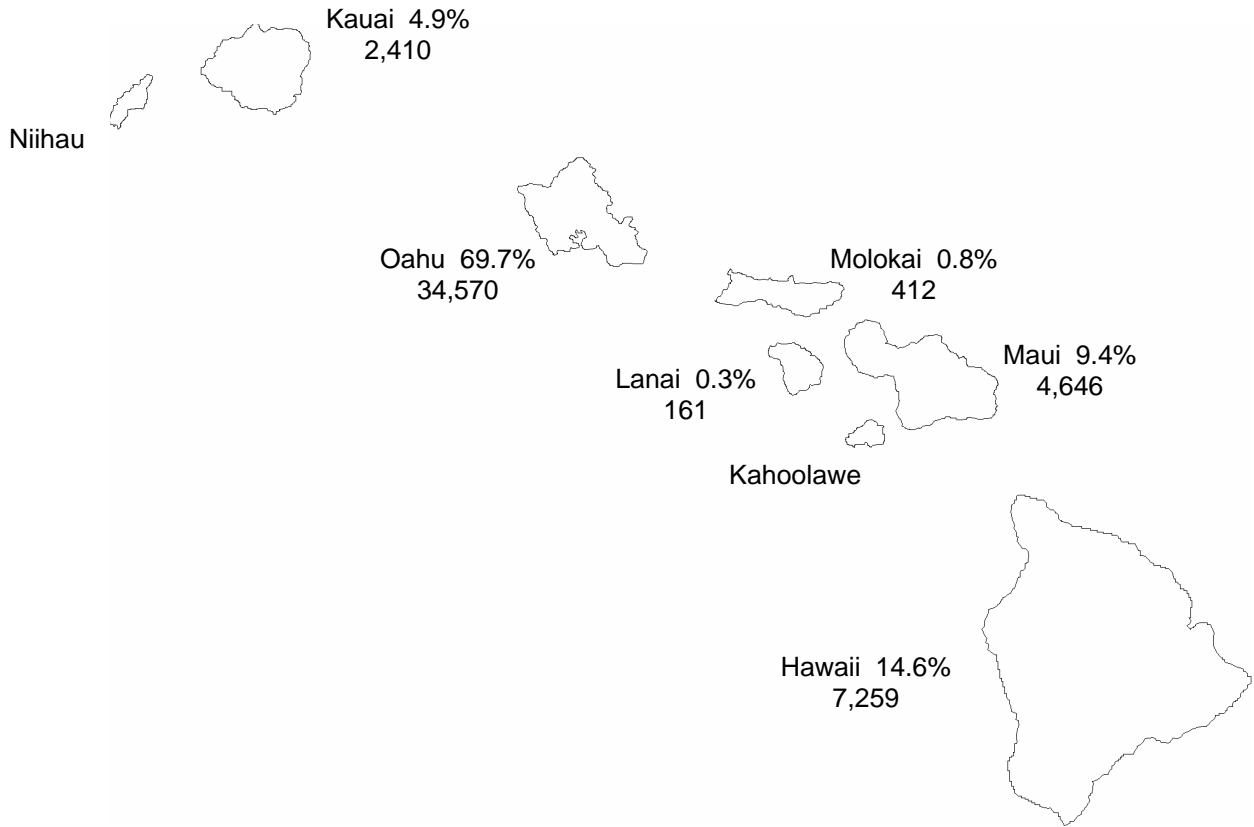 Kauai 4.9%
2,410
Niihau
Oahu 69.7%
34,570
Molokai 0.8%
412
Lanai 0.3%
161
Maui 9.4%
4,646
Kahoolawe
Hawaii 14.6%
7,259